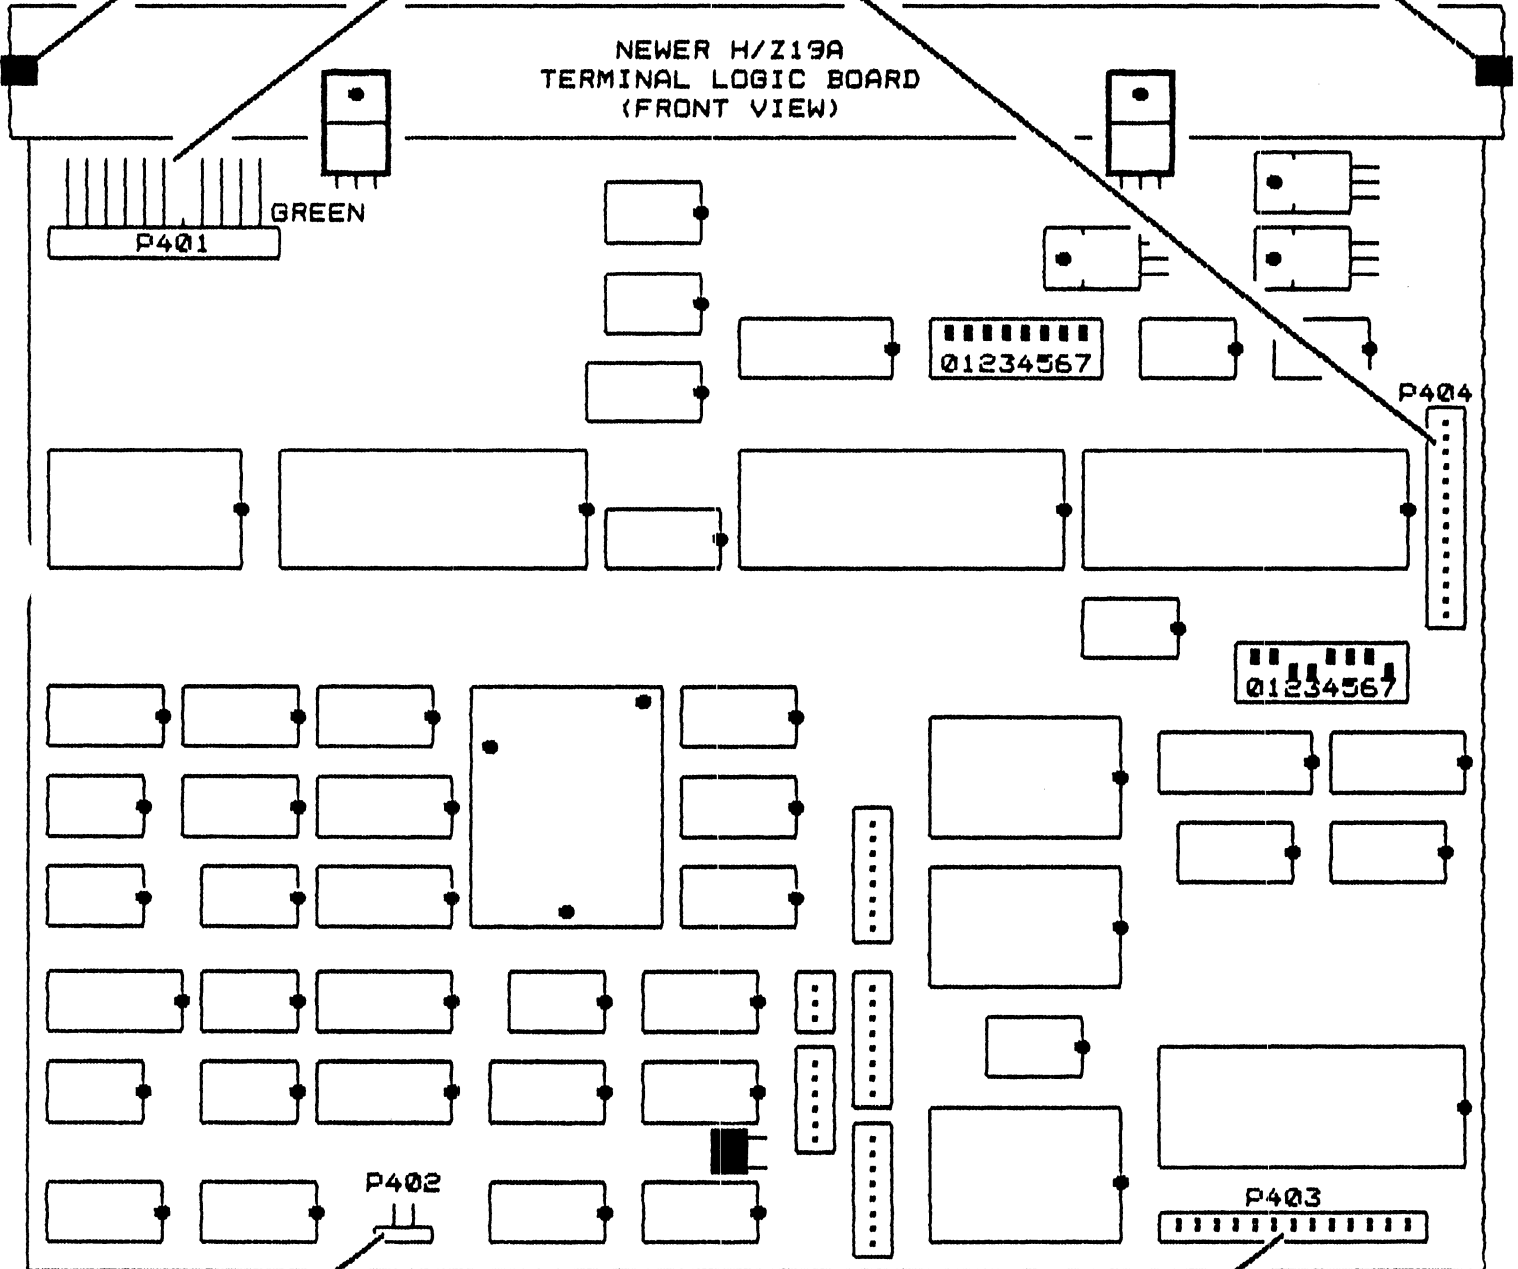 NEWER H/Z19A
TERMINAL LOGIC BOARD
(FRONT VIEW)
GREEN
P401
01234567
P404
01234567
P402
P403